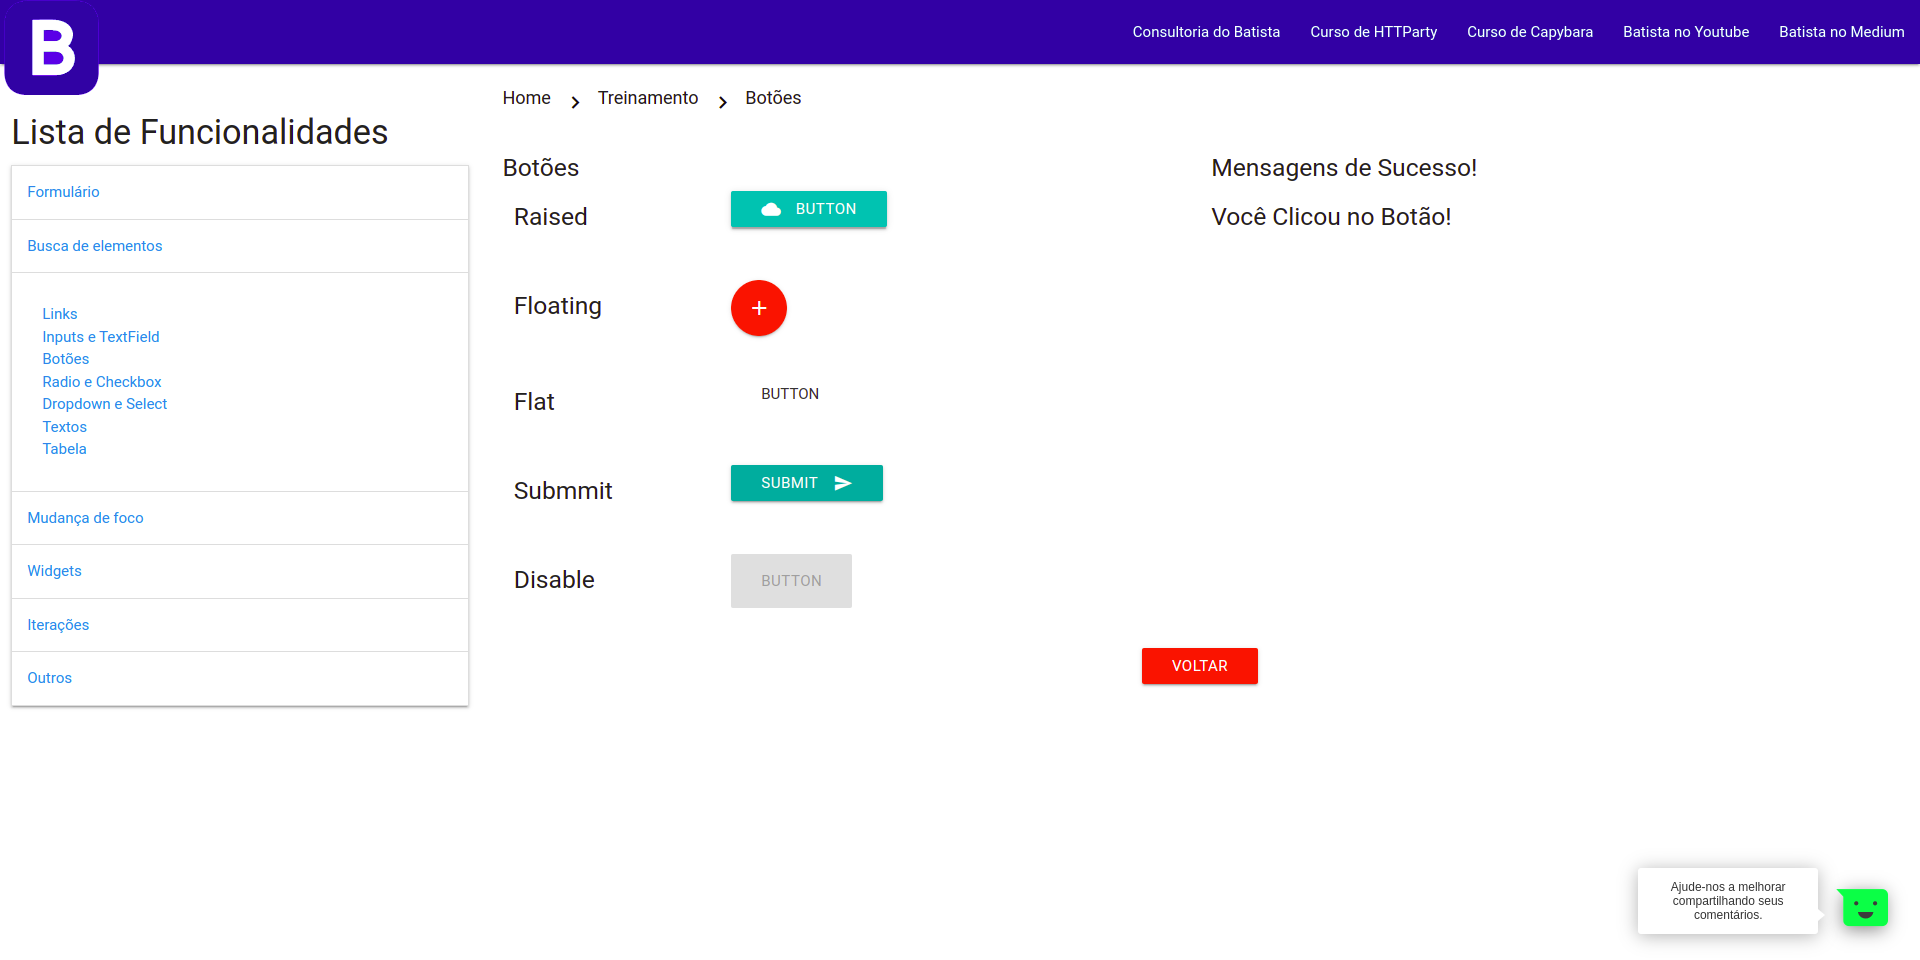 B
Consultoria do Batista
Curso de HTTParty
Curso de Capybara
Batista no Youtube
Batista no Medium
Lista de Funcionalidades
Formulário
Busca de elementos
Links
Inputs e TextField
Botões
Radio e Checkbox
Dropdown e Select
Textos
Tabela
Mudança de foco
Widgets
Iterações
Outros
Home
Treinamento
Botões
Botões
Raised
BUTTON
Floating
+
Flat
BUTTON
Submmit
SUBMIT
Disable
BUTTON
Mensagens de Sucesso!
Você Clicou no Botão!
VOLTAR
Ajude-nos a melhorar
compartilhando seus
comentários.